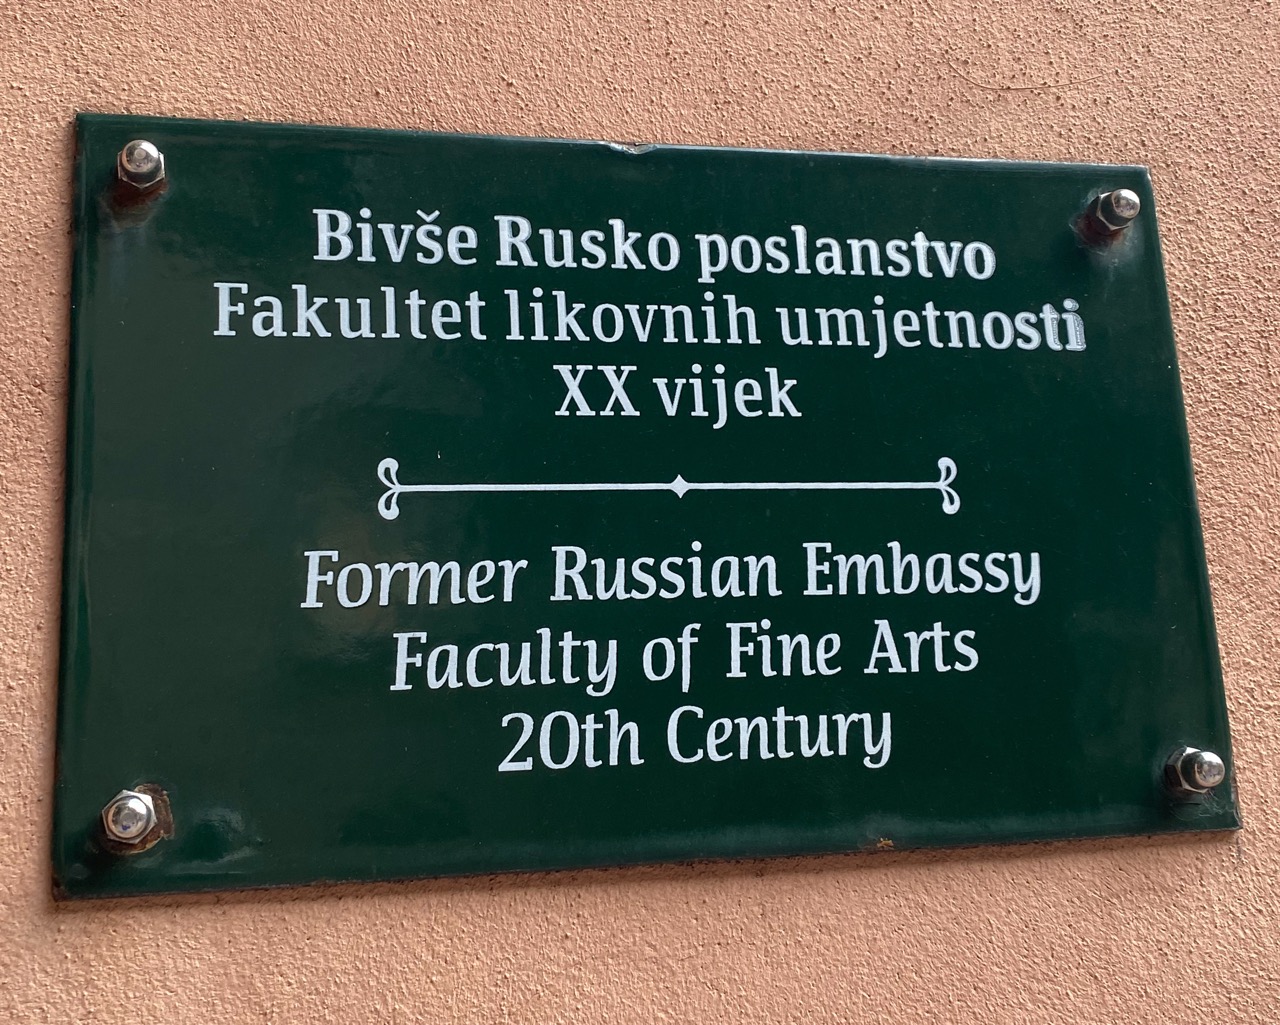 Bivše Rusko poslanstvo
Fakultet likovnih umjetnosti
XX vijek
Former Russian Embassy
Faculty of Fine Arts
20th Century